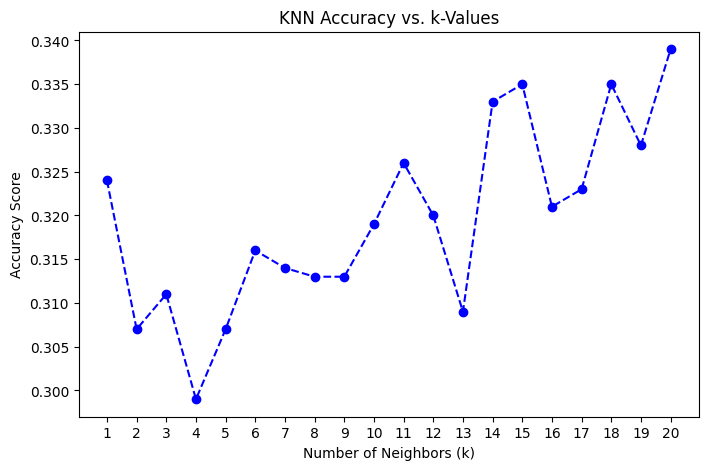 KNN Accuracy vs. k-Values
0.340
0.335
0.330
0.325
0.320
0.315
0.310
0.305
0.300
Accuracy Score
1 2 3 4 5 6 7 8 9 10 11 12 13 14 15 16 17 18 19 20
Number of Neighbors (k)